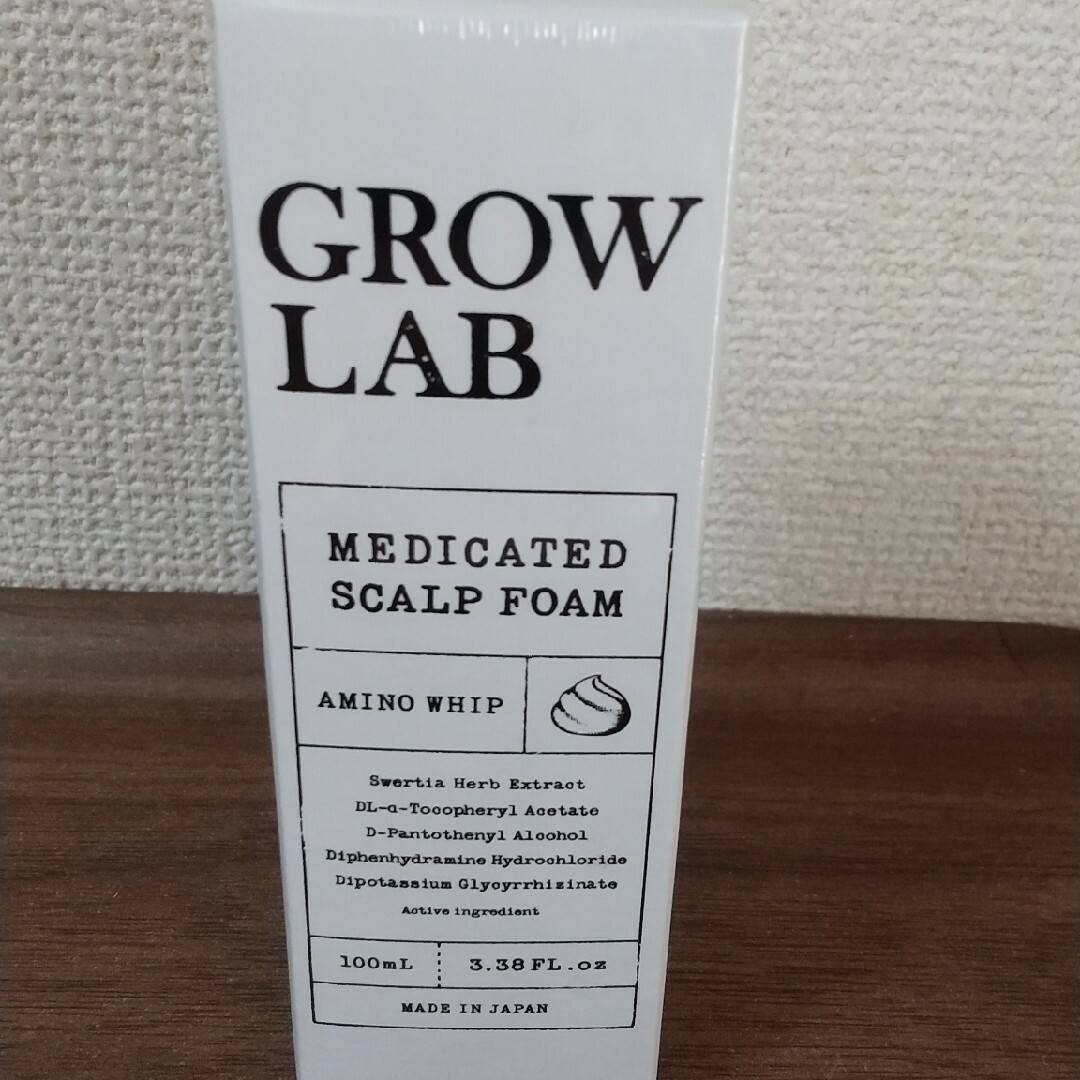 GROW
LAB
MEDICATED
SCALP FOAM
AMINO WHIP
Swertia Herb Extract
DL-α-Tocopheryl Acetate
D-Pantothenyl Alcohol
Diphenhydramine Hydrochloride
Dipotassium Glycyrrhizinate
Active ingredient
100mL 3.38 FL.oz
MADE IN JAPAN